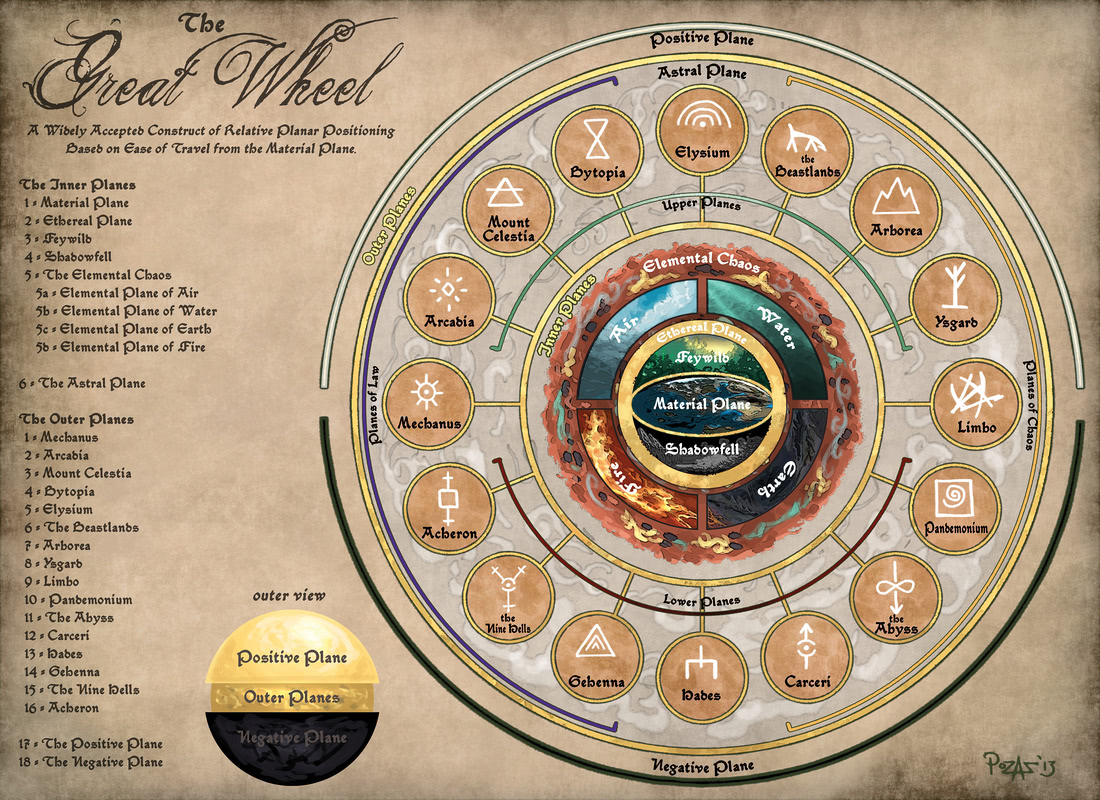 The
Great Wheel
A Widely Accepted Construct of Relative Planar Positioning
Based on Ease of Travel from the Material Plane.
The Inner Planes
1 = Material Plane
2 = Ethereal Plane
3 = Feywild
4 = Shadowfell
5 = The Elemental Chaos
5a = Elemental Plane of Air
5b = Elemental Plane of Water
5c = Elemental Plane of Earth
5d = Elemental Plane of Fire
6 = The Astral Plane
The Outer Planes
1 = Mechanus
2 = Arcadia
3 = Mount Celestia
4 = Bytopia
5 = Elysium
6 = The Beastlands
7 = Arborea
8 = Ysgard
9 = Limbo
10 = Pandemonium
11 = The Abyss
12 = Carceri
13 = Hades
14 = Gehenna
15 = The Nine Hells
16 = Acheron
17 = The Positive Plane
18 = The Negative Plane
outer view
Positive Plane
Outer Planes
Negative Plane
Positive Plane
Astral Plane
Outer Planes
Planes of Law
Planes of Chaos
Elysium
the
Beastlands
Arborea
Ysgard
Limbo
Pandemonium
the
Abyss
Carceri
Hades
Gehenna
the
Nine Hells
Acheron
Mechanus
Arcadia
Mount
Celestia
Bytopia
Upper Planes
Inner Planes
Elemental Chaos
Air
Water
Ethereal Plane
Feywild
Material Plane
Shadowfell
Fire
Earth
Lower Planes
Negative Plane
Pozas '13